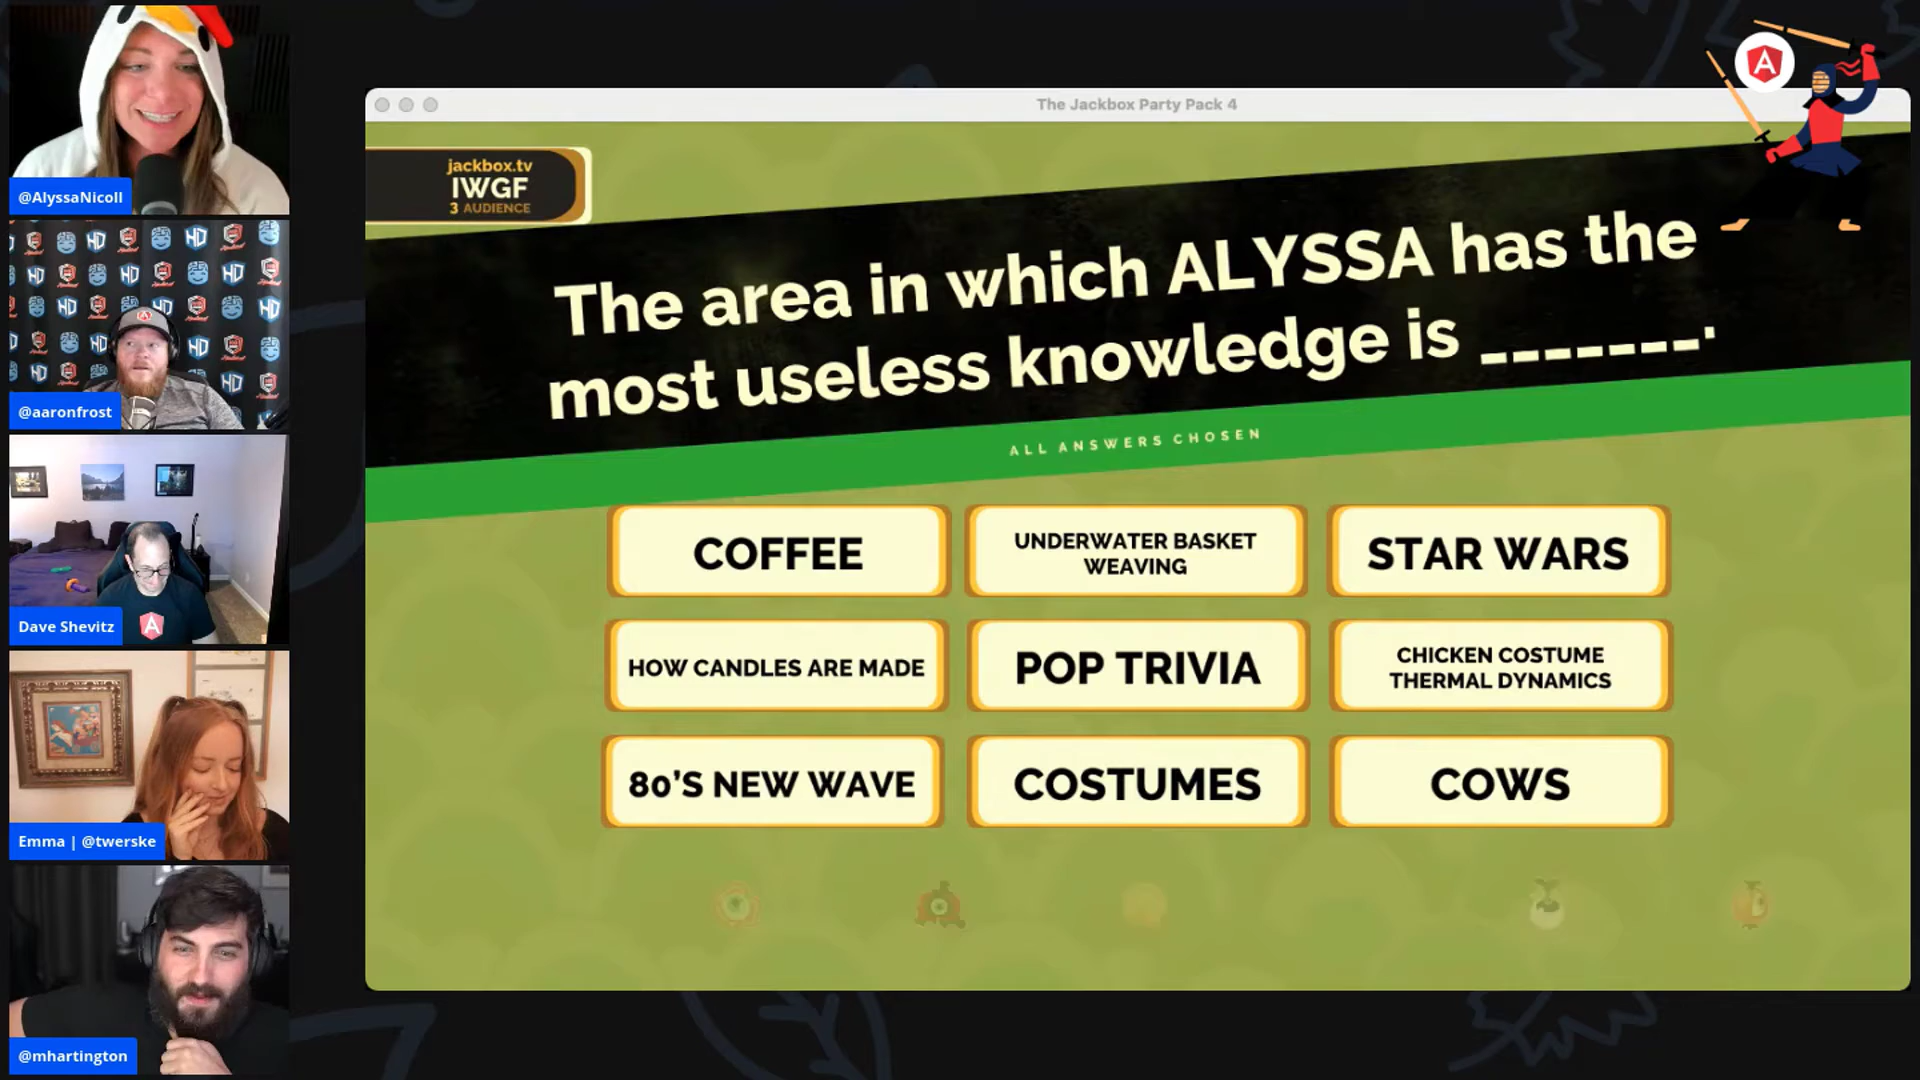 @AlyssaNicoll
@aaronfrost
Dave Shevitz
Emma | @twerske
@mhartington
The Jackbox Party Pack 4
jackbox.tv
IWGF
3 AUDIENCE
The area in which ALYSSA has the
most useless knowledge is _______.
ALL ANSWERS CHOSEN
COFFEE
UNDERWATER BASKET
WEAVING
STAR WARS
HOW CANDLES ARE MADE
POP TRIVIA
CHICKEN COSTUME
THERMAL DYNAMICS
80'S NEW WAVE
COSTUMES
COWS